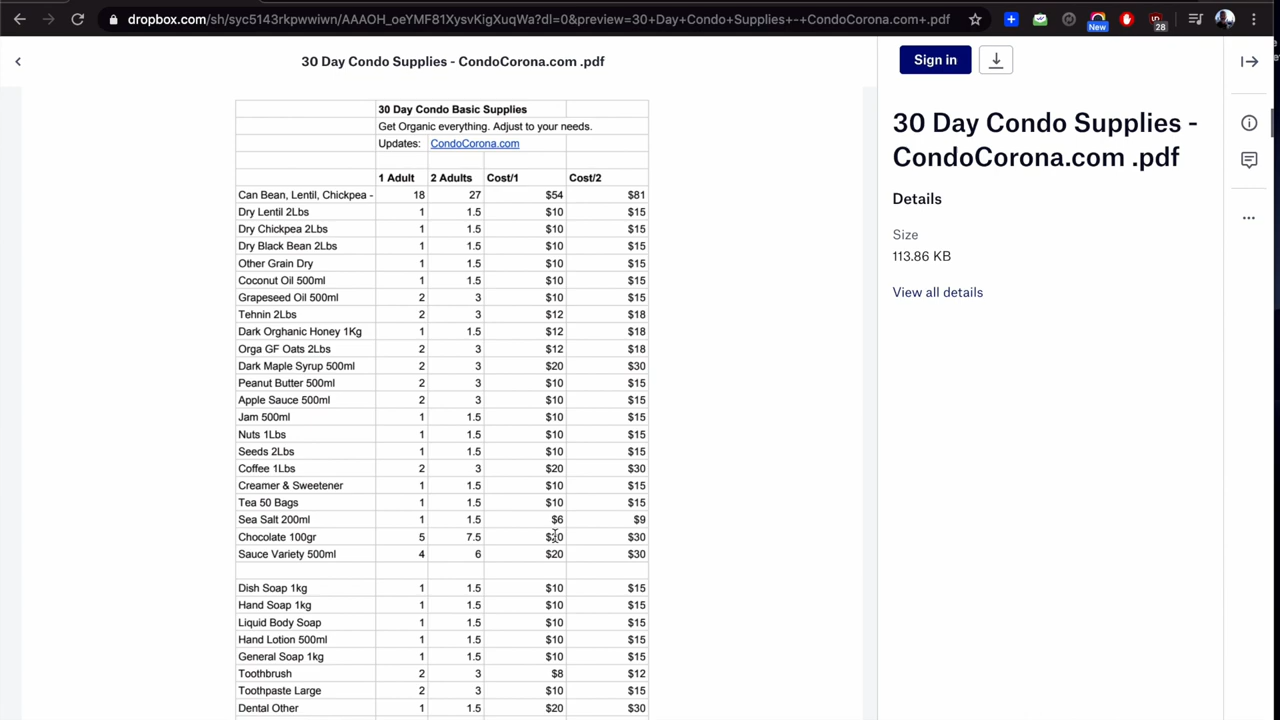 dropbox.com/sh/syc5143rkpwwiwn/AAAOH_oeYMF81XysvKigXuqWa?dl=0&preview=30+Day+Condo+Supplies+-+CondoCorona.com+.pdf
New
28
30 Day Condo Supplies - CondoCorona.com .pdf
Sign in
30 Day Condo Supplies -
CondoCorona.com .pdf
Details
Size
113.86 KB
View all details
30 Day Condo Basic Supplies
Get Organic everything. Adjust to your needs.
Updates: CondoCorona.com
1 Adult 2 Adults Cost/1 Cost/2
Can Bean, Lentil, Chickpea - 18 27 $54 $81
Dry Lentil 2Lbs 1 1.5 $10 $15
Dry Chickpea 2Lbs 1 1.5 $10 $15
Dry Black Bean 2Lbs 1 1.5 $10 $15
Other Grain Dry 1 1.5 $10 $15
Coconut Oil 500ml 1 1.5 $10 $15
Grapeseed Oil 500ml 2 3 $10 $15
Tehnin 2Lbs 2 3 $12 $18
Dark Orghanic Honey 1Kg 1 1.5 $12 $18
Orga GF Oats 2Lbs 2 3 $12 $18
Dark Maple Syrup 500ml 2 3 $20 $30
Peanut Butter 500ml 2 3 $10 $15
Apple Sauce 500ml 2 3 $10 $15
Jam 500ml 1 1.5 $10 $15
Nuts 1Lbs 1 1.5 $10 $15
Seeds 2Lbs 1 1.5 $10 $15
Coffee 1Lbs 2 3 $20 $30
Creamer & Sweetener 1 1.5 $10 $15
Tea 50 Bags 1 1.5 $10 $15
Sea Salt 200ml 1 1.5 $6 $9
Chocolate 100gr 5 7.5 $20 $30
Sauce Variety 500ml 4 6 $20 $30
Dish Soap 1kg 1 1.5 $10 $15
Hand Soap 1kg 1 1.5 $10 $15
Liquid Body Soap 1 1.5 $10 $15
Hand Lotion 500ml 1 1.5 $10 $15
General Soap 1kg 1 1.5 $10 $15
Toothbrush 2 3 $8 $12
Toothpaste Large 2 3 $10 $15
Dental Other 1 1.5 $20 $30